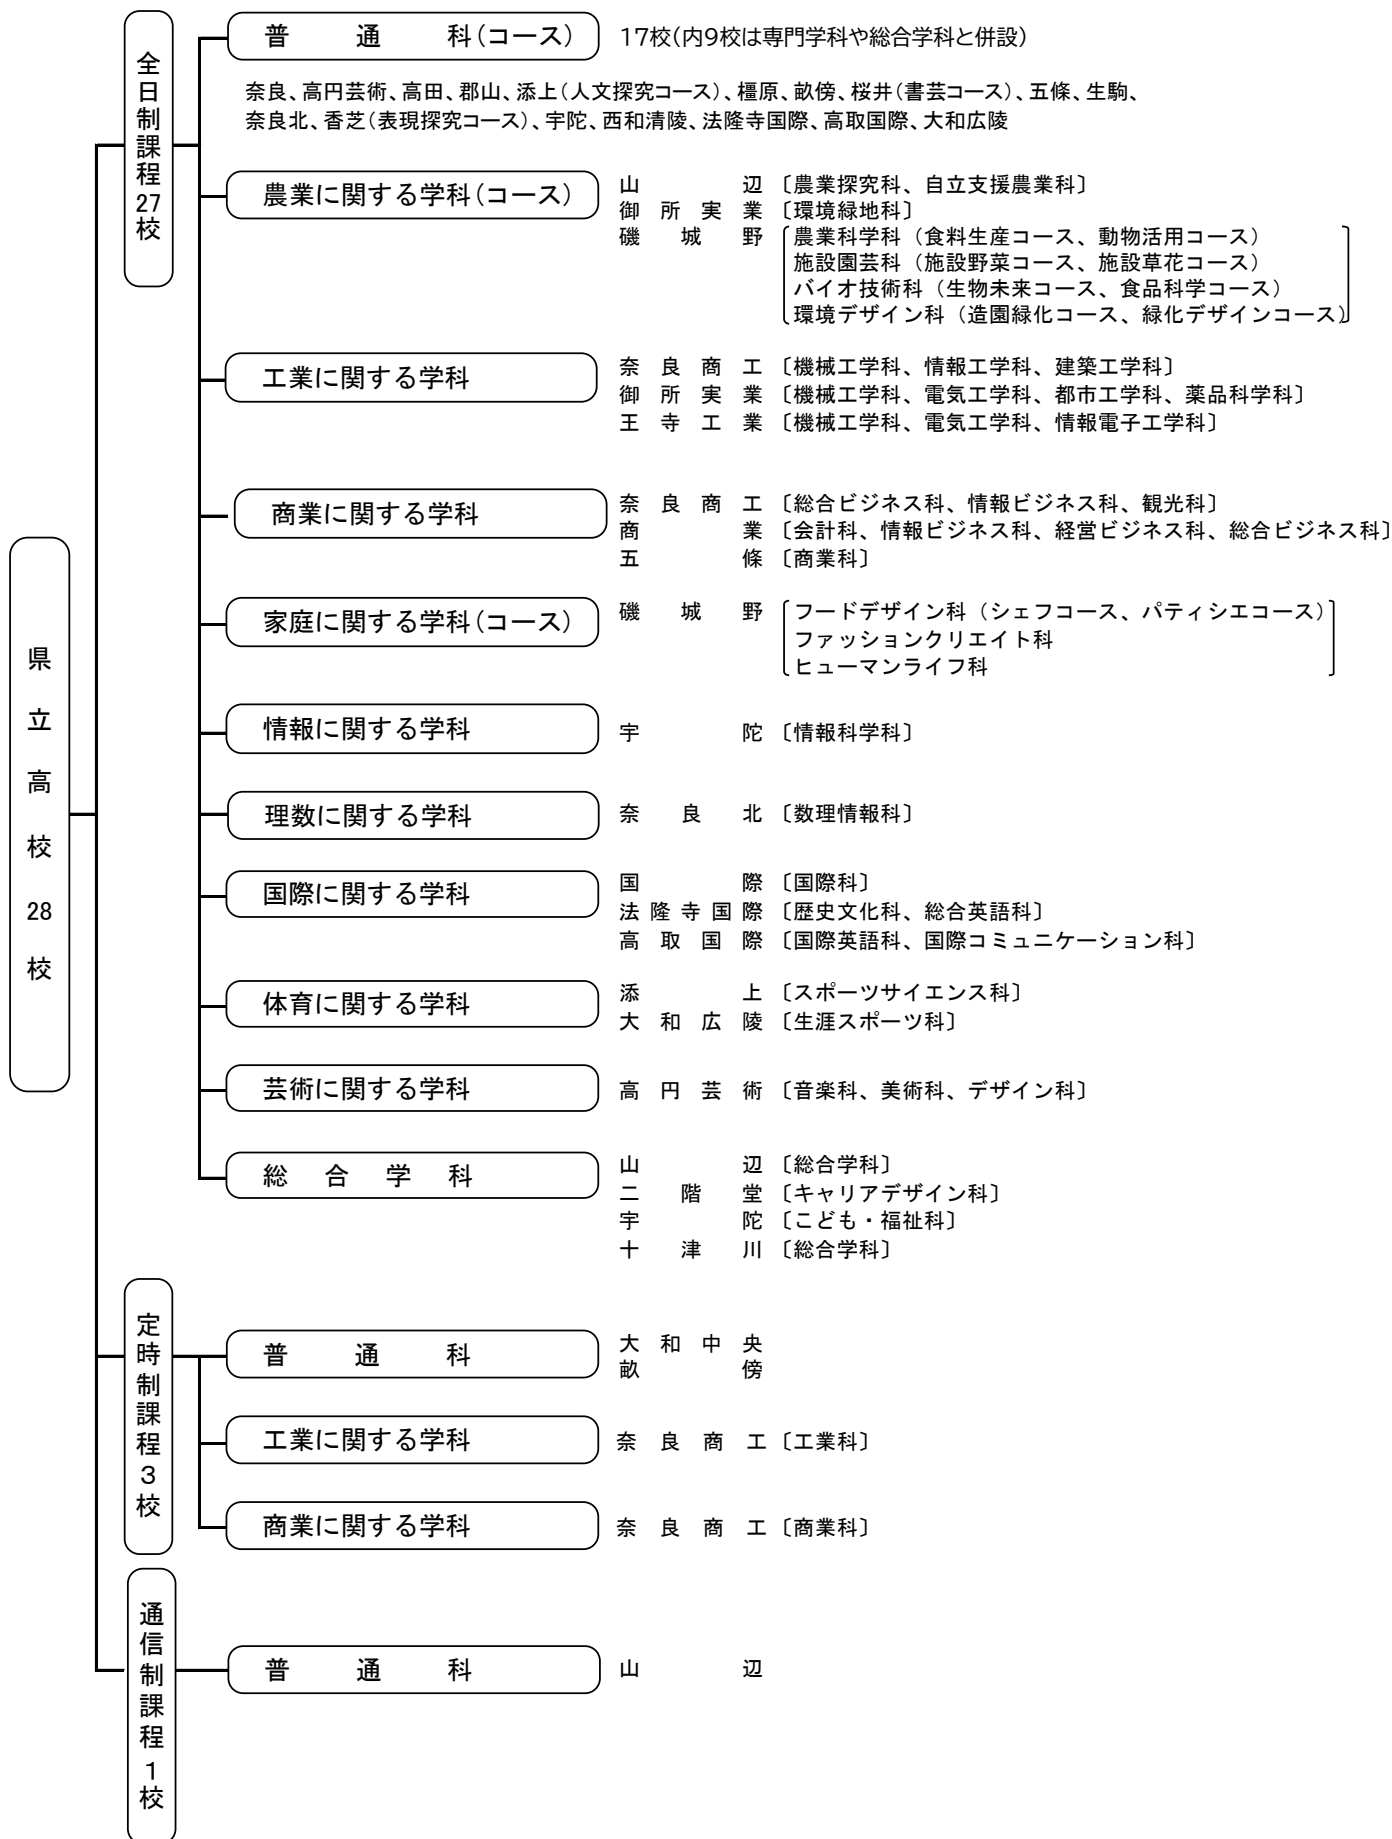 県立高校28校
全日制課程27校
普通科(コース) 17校(内9校は専門学科や総合学科と併設)
奈良、高円芸術、高田、郡山、添上(人文探究コース)、橿原、畝傍、桜井(書芸コース)、五條、生駒、
奈良北、香芝(表現探究コース)、宇陀、西和清陵、法隆寺国際、高取国際、大和広陵
農業に関する学科(コース)
山辺〔農業探究科、自立支援農業科〕
御所実業〔環境緑地科〕
磯城野〔農業科学科(食料生産コース、動物活用コース)
施設園芸科(施設野菜コース、施設草花コース)
バイオ技術科(生物未来コース、食品科学コース)
環境デザイン科(造園緑化コース、緑化デザインコース)〕
工業に関する学科
奈良商工〔機械工学科、情報工学科、建築工学科〕
御所実業〔機械工学科、電気工学科、都市工学科、薬品科学科〕
王寺工業〔機械工学科、電気工学科、情報電子工学科〕
商業に関する学科
奈良商工〔総合ビジネス科、情報ビジネス科、観光科〕
商業〔会計科、情報ビジネス科、経営ビジネス科、総合ビジネス科〕
五條〔商業科〕
家庭に関する学科(コース)
磯城野〔フードデザイン科(シェフコース、パティシエコース)
ファッションクリエイト科
ヒューマンライフ科〕
情報に関する学科
宇陀〔情報科学科〕
理数に関する学科
奈良北〔数理情報科〕
国際に関する学科
国際〔国際科〕
法隆寺国際〔歴史文化科、総合英語科〕
高取国際〔国際英語科、国際コミュニケーション科〕
体育に関する学科
添上〔スポーツサイエンス科〕
大和広陵〔生涯スポーツ科〕
芸術に関する学科
高円芸術〔音楽科、美術科、デザイン科〕
総合学科
山辺〔総合学科〕
二階堂〔キャリアデザイン科〕
宇陀〔こども・福祉科〕
十津川〔総合学科〕
定時制課程3校
普通科
大和中央
畝傍
工業に関する学科
奈良商工〔工業科〕
商業に関する学科
奈良商工〔商業科〕
通信制課程1校
普通科
山辺